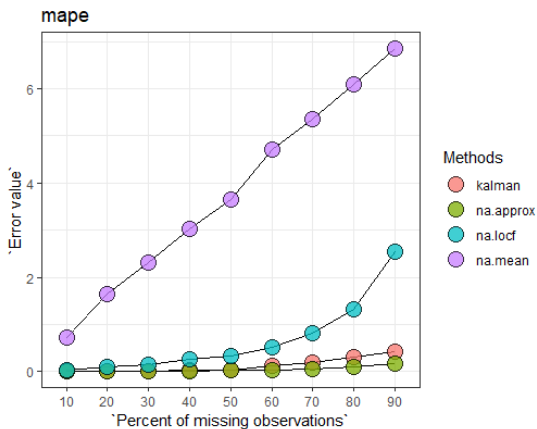 mape
6
4
2
0
`Error value`
10 20 30 40 50 60 70 80 90
`Percent of missing observations`
Methods
kalman
na.approx
na.locf
na.mean